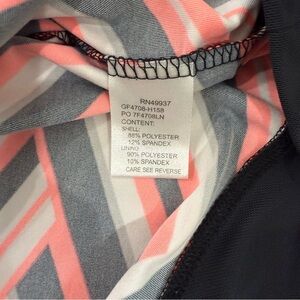 RN49937
GF4708-H158
PO 7F4708LN
CONTENT:
SHELL:
88% POLYESTER
12% SPANDEX
LINING:
90% POLYESTER
10% SPANDEX
CARE SEE REVERSE